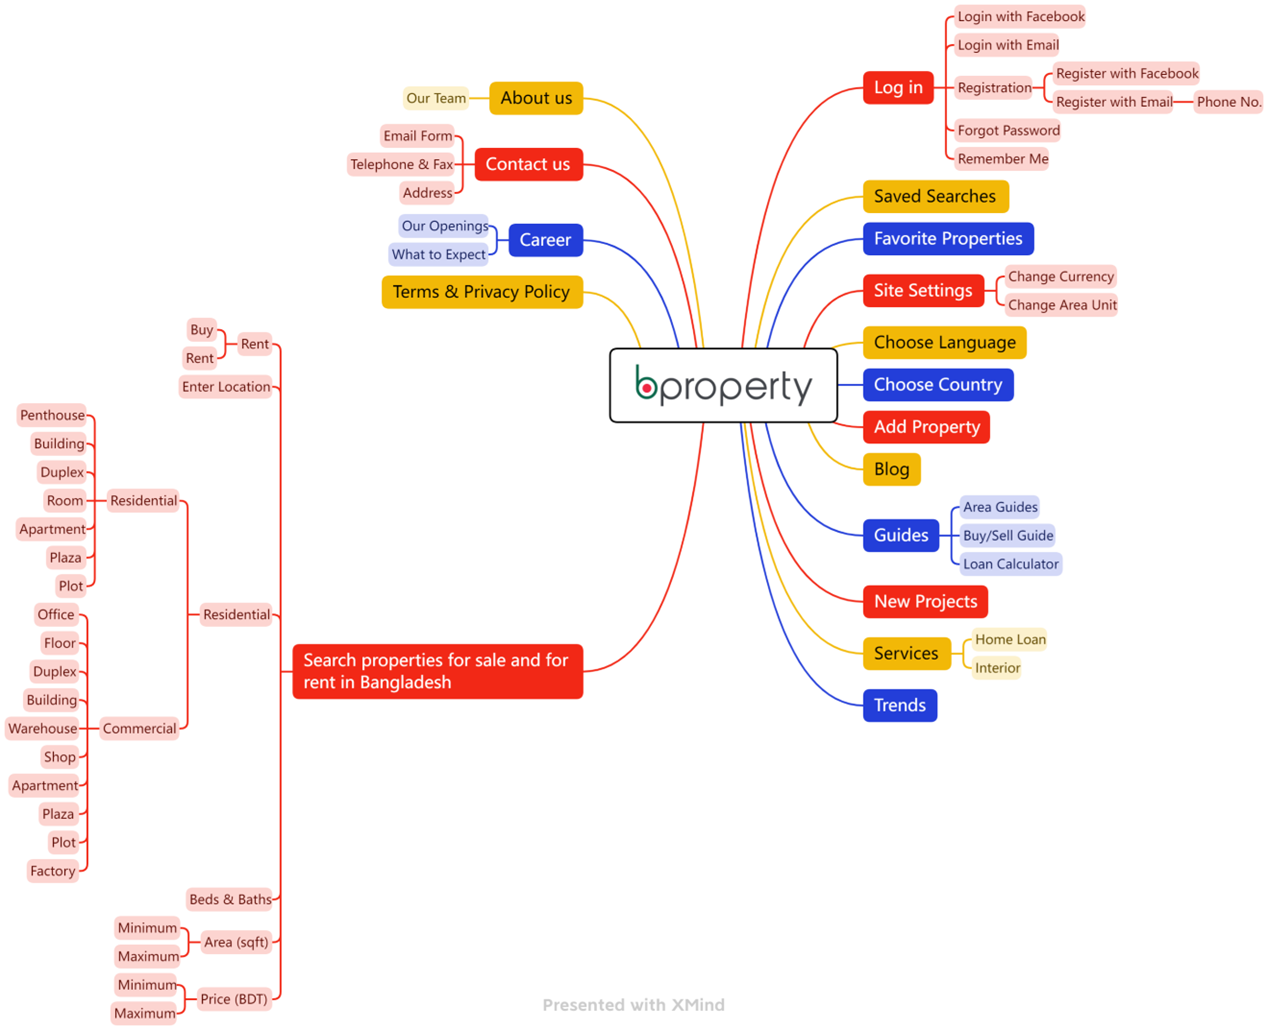 bproperty
Log in
Login with Facebook
Login with Email
Registration
Register with Facebook
Register with Email
Phone No.
Forgot Password
Remember Me
Saved Searches
Favorite Properties
Site Settings
Change Currency
Change Area Unit
Choose Language
Choose Country
Add Property
Blog
Guides
Area Guides
Buy/Sell Guide
Loan Calculator
New Projects
Services
Home Loan
Interior
Trends
About us
Our Team
Contact us
Email Form
Telephone & Fax
Address
Career
Our Openings
What to Expect
Terms & Privacy Policy
Search properties for sale and for
rent in Bangladesh
Rent
Buy
Rent
Enter Location
Residential
Residential
Penthouse
Building
Duplex
Room
Apartment
Plaza
Plot
Commercial
Office
Floor
Duplex
Building
Warehouse
Shop
Apartment
Plaza
Plot
Factory
Beds & Baths
Area (sqft)
Minimum
Maximum
Price (BDT)
Minimum
Maximum
Presented with XMind